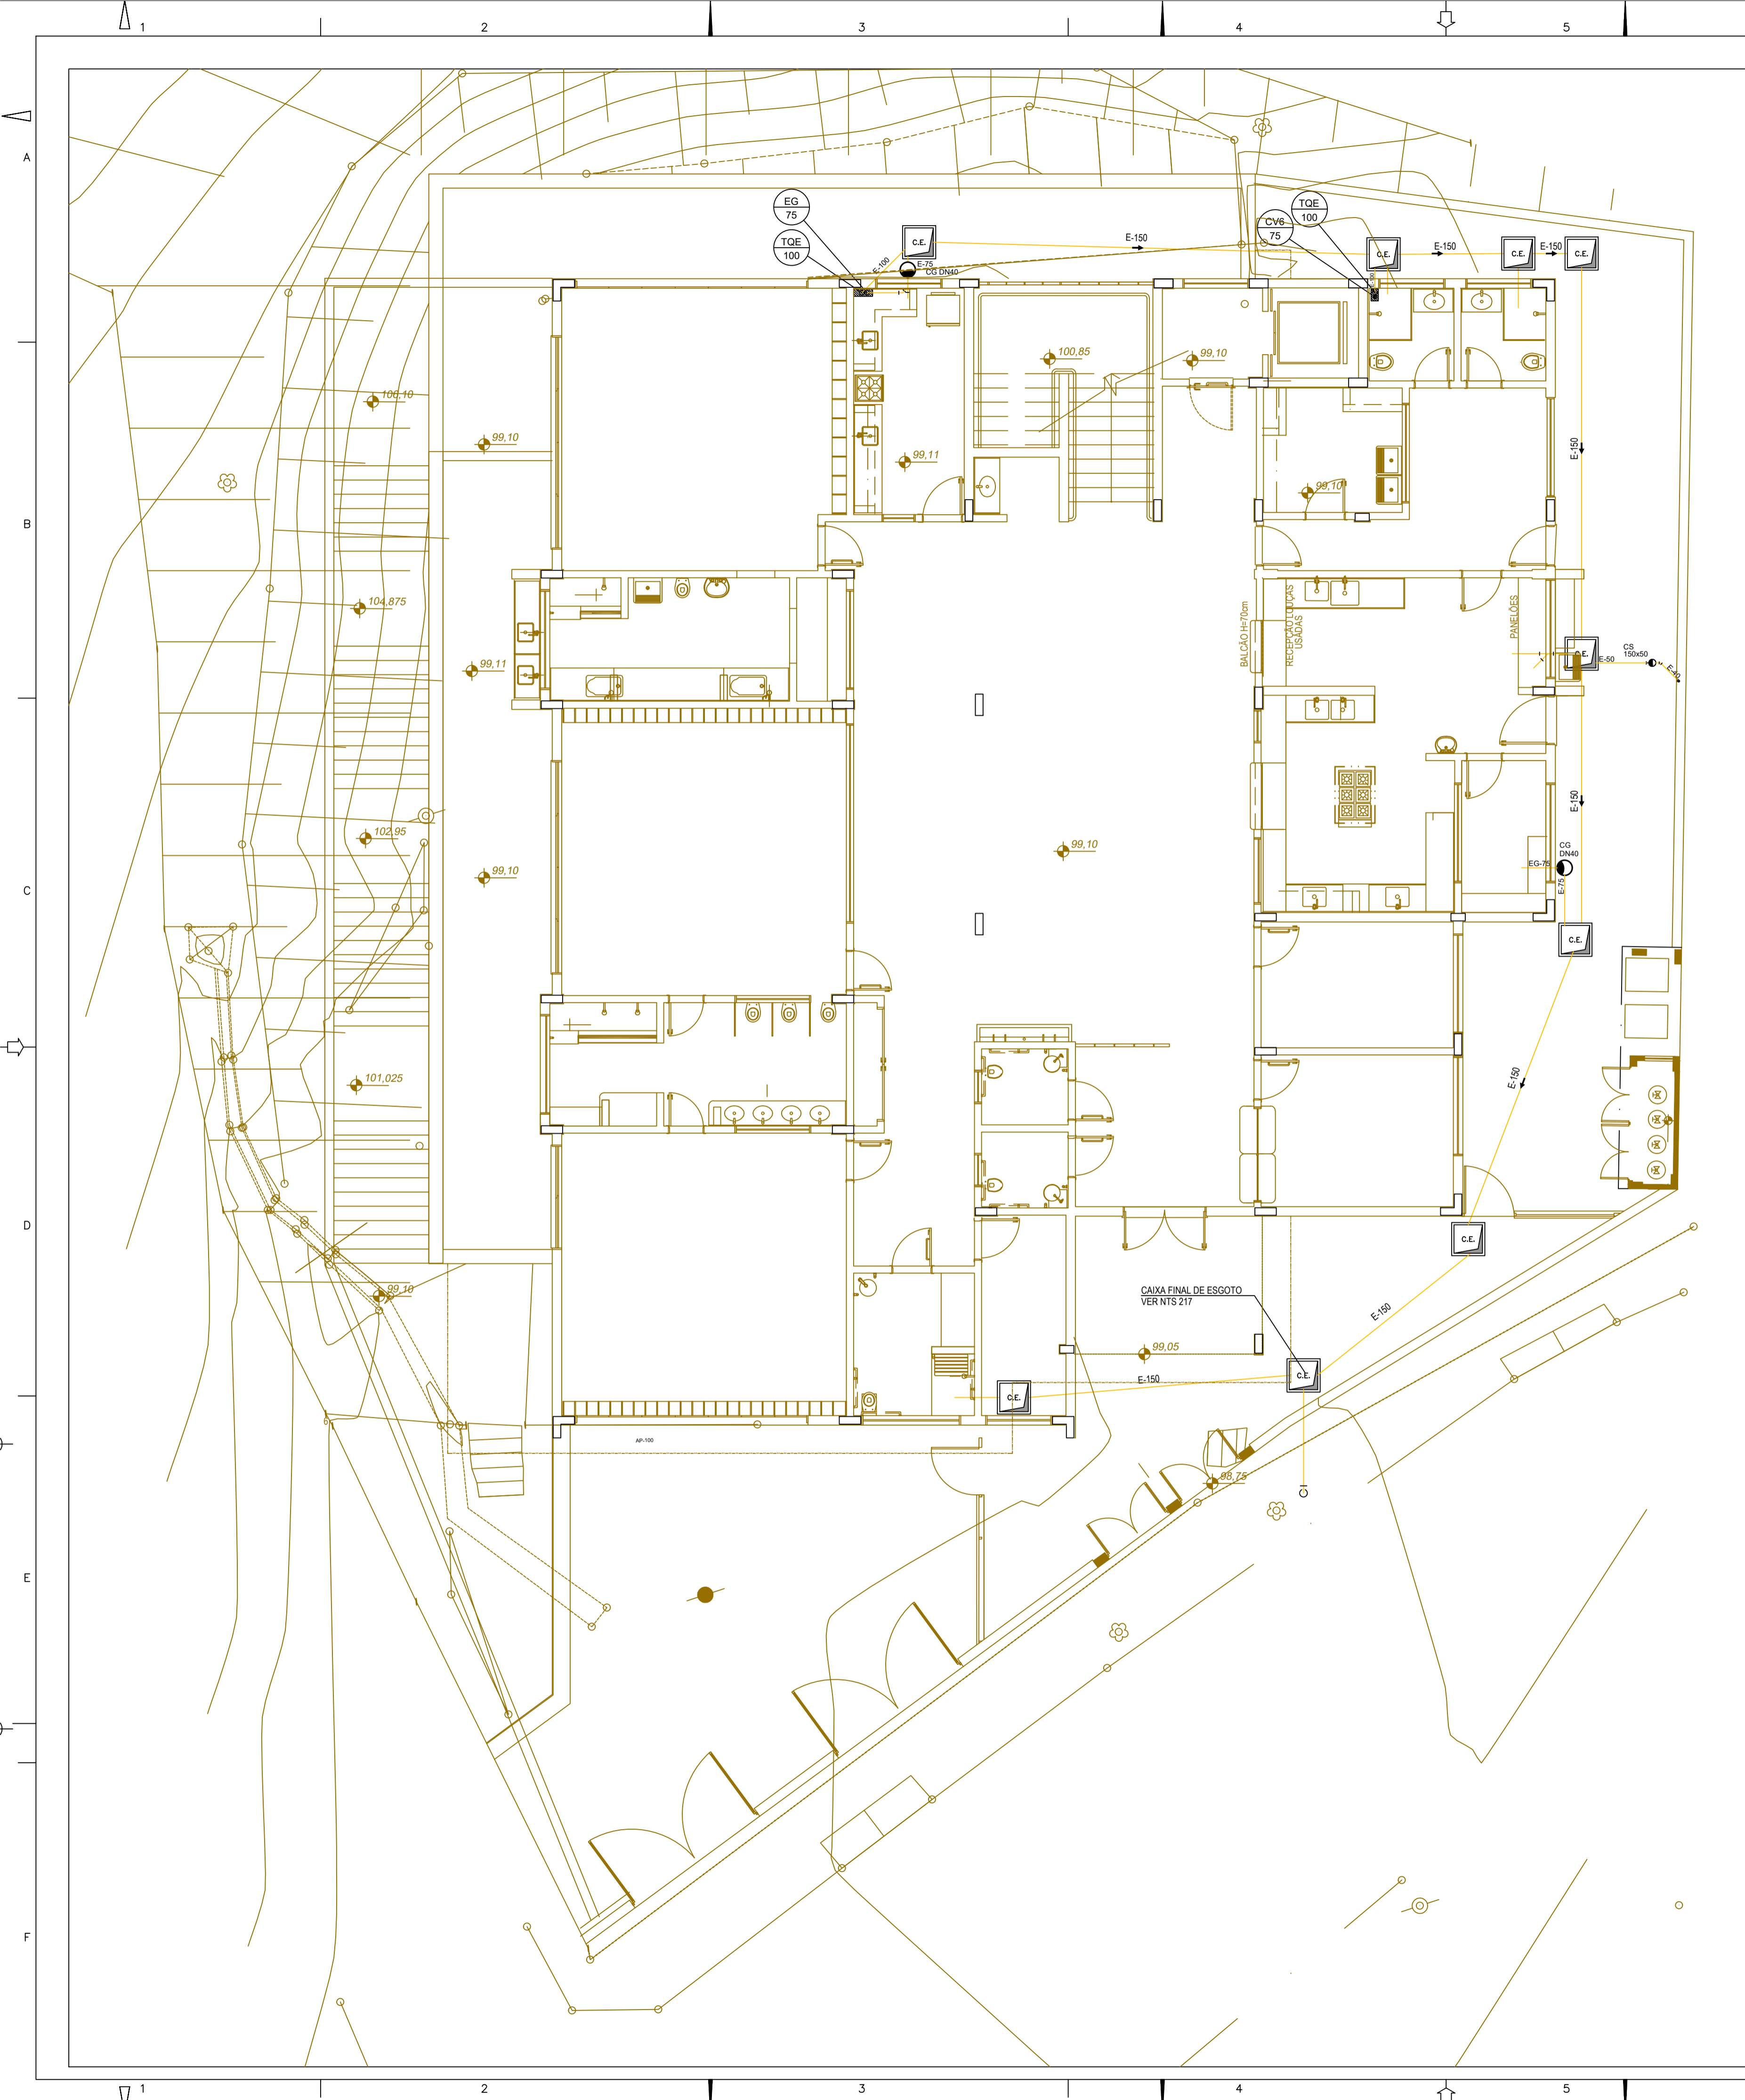 1
2
3
4
5
A
EG
75
TQE
100
CV6
75
TQE
100
C.E.
E-150
C.E.
E-150
C.E.
E-150
C.E.
E-100
E-75
CG DN40
100,85
99,10
106,10
99,10
99,11
99,10
E-150
B
104,875
99,11
BALCÃO H=70cm
RECEPÇÃO LOUÇAS
USADAS
PANELÕES
C.E.
E-50
CS
150x50
E-40
102,95
99,10
99,10
E-150
CG
DN40
EG-75
E-75
C
C.E.
101,025
E-150
D
C.E.
99,10
CAIXA FINAL DE ESGOTO
VER NTS 217
E-150
99,05
C.E.
E-150
C.E.
AP-100
98,75
E
F
1
2
3
4
5